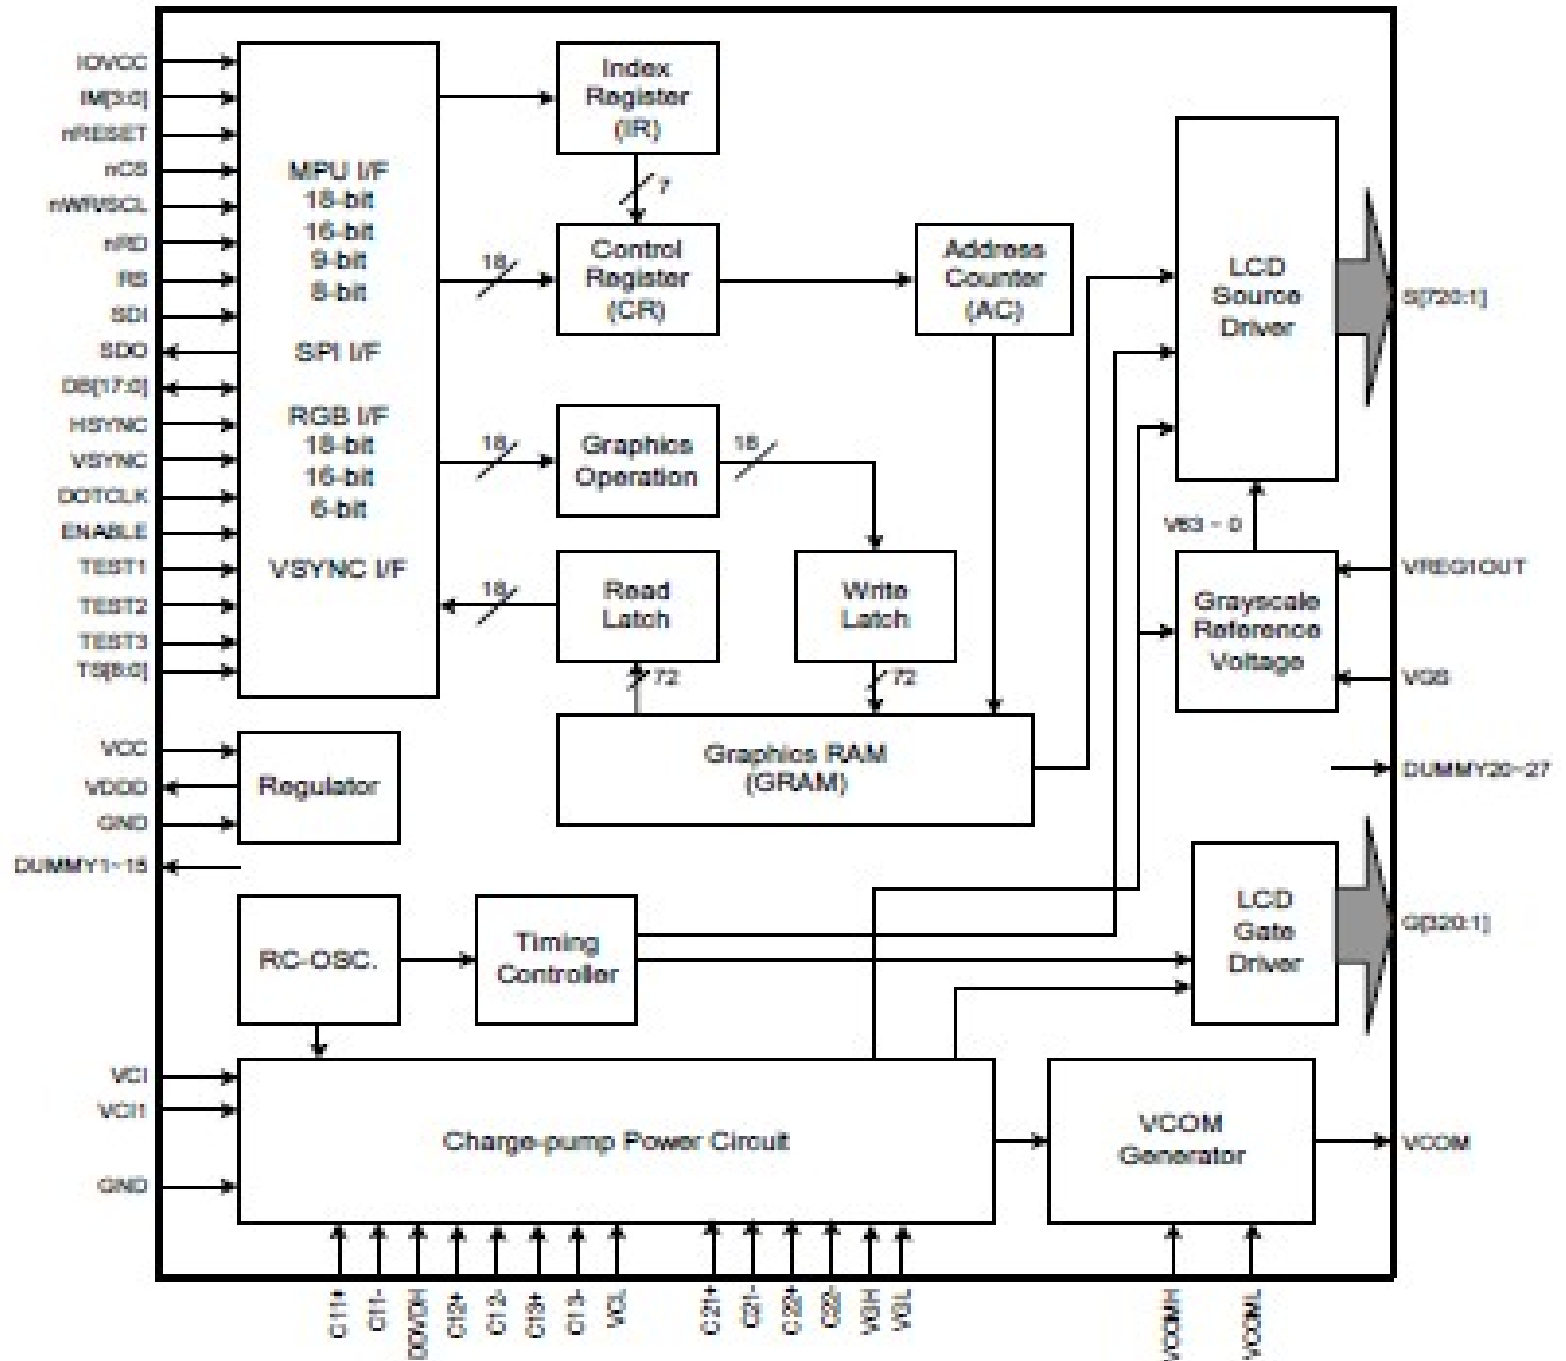 IOVCC
IM[3:0]
nRESET
nCS
nWR/SCL
nRD
RS
SDI
SDO
DB[17:0]
HSYNC
VSYNC
DOTCLK
ENABLE
TEST1
TEST2
TEST3
TS[8:0]
MPU I/F
18-bit
16-bit
9-bit
8-bit
SPI I/F
RGB I/F
18-bit
16-bit
6-bit
VSYNC I/F
Index
Register
(IR)
7
18
Control
Register
(CR)
Address
Counter
(AC)
LCD
Source
Driver
S[720:1]
18
Graphics
Operation
18
V63 ~ 0
18
Read
Latch
Write
Latch
72
72
Grayscale
Reference
Voltage
VREG1OUT
VGS
Graphics RAM
(GRAM)
VCC
VDDD
GND
Regulator
DUMMY1~15
DUMMY20~27
RC-OSC.
Timing
Controller
LCD
Gate
Driver
G[320:1]
VCI
VCI1
GND
Charge-pump Power Circuit
VCOM
Generator
VCOM
C11+
C11-
DDVDH
C12+
C12-
C13+
C13-
VCL
C21+
C21-
C22+
C22-
VGH
VGL
VCOMH
VCOML